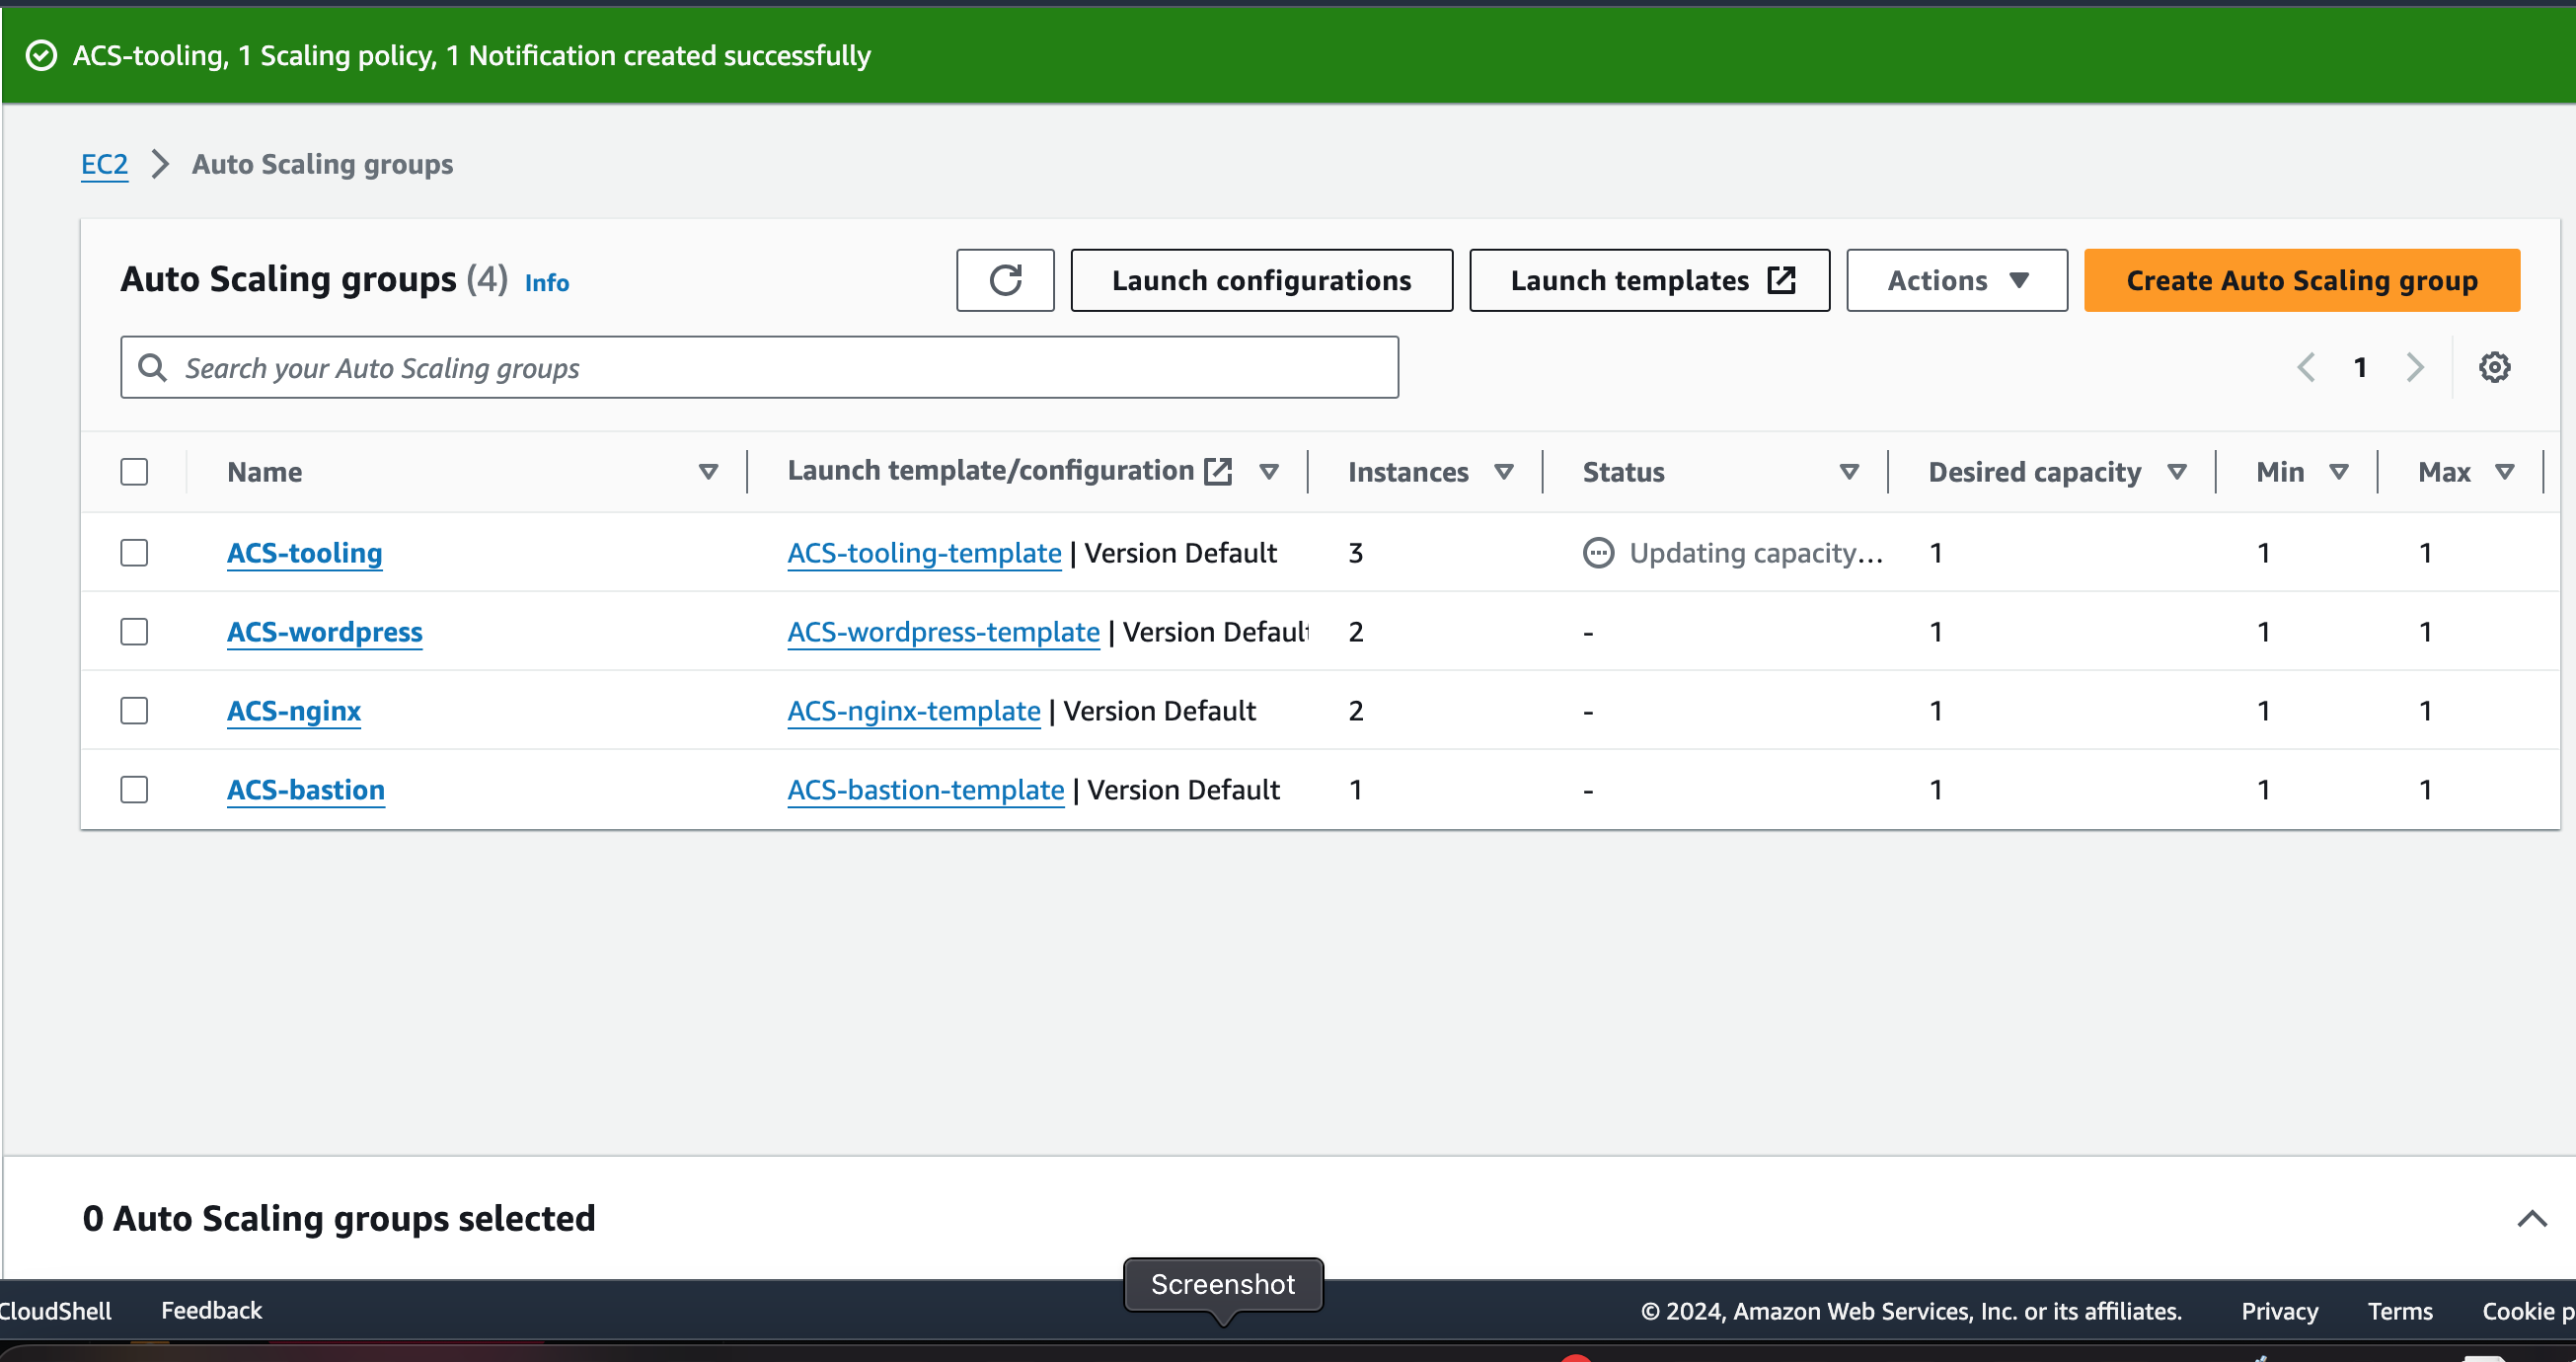 ACS-tooling, 1 Scaling policy, 1 Notification created successfully
EC2 Auto Scaling groups
Auto Scaling groups (4) Info Launch configurations Launch templates Actions Create Auto Scaling group
Search your Auto Scaling groups 1
Name Launch template/configuration Instances Status Desired capacity Min Max
ACS-tooling ACS-tooling-template | Version Default 3 Updating capacity... 1 1 1
ACS-wordpress ACS-wordpress-template | Version Default 2 - 1 1 1
ACS-nginx ACS-nginx-template | Version Default 2 - 1 1 1
ACS-bastion ACS-bastion-template | Version Default 1 - 1 1 1
0 Auto Scaling groups selected
Screenshot
CloudShell Feedback © 2024, Amazon Web Services, Inc. or its affiliates. Privacy Terms Cookie p